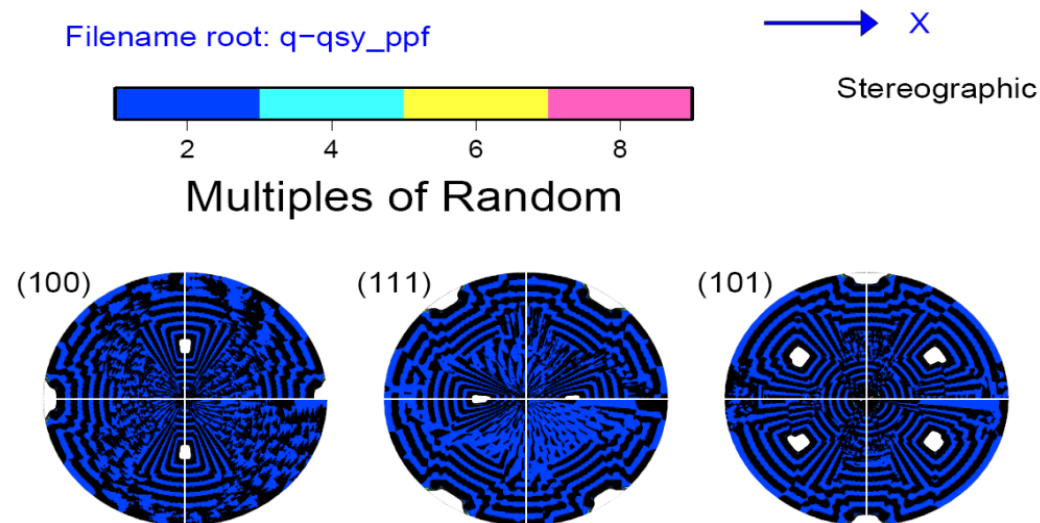 Filename root: q−qsy_ppf
X
Stereographic
2 4 6 8
Multiples of Random
(100) (111) (101)